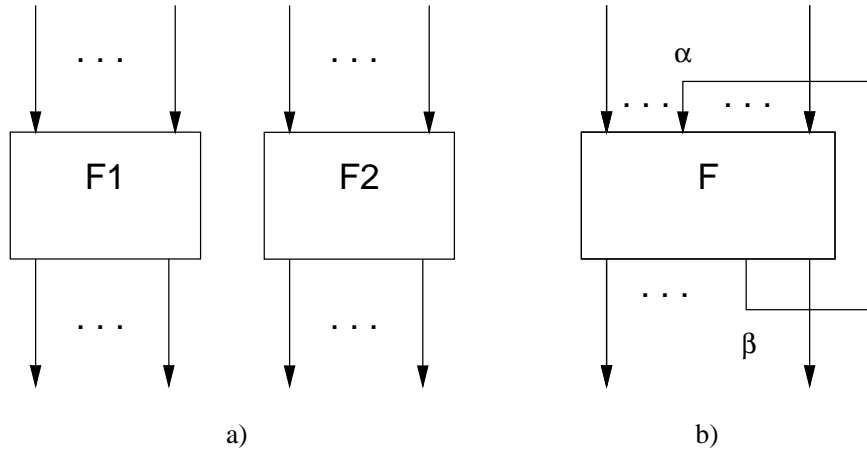 . . .
. . .
α
. . .
. . .
F1
F2
F
. . .
. . .
. . .
β
a)
b)